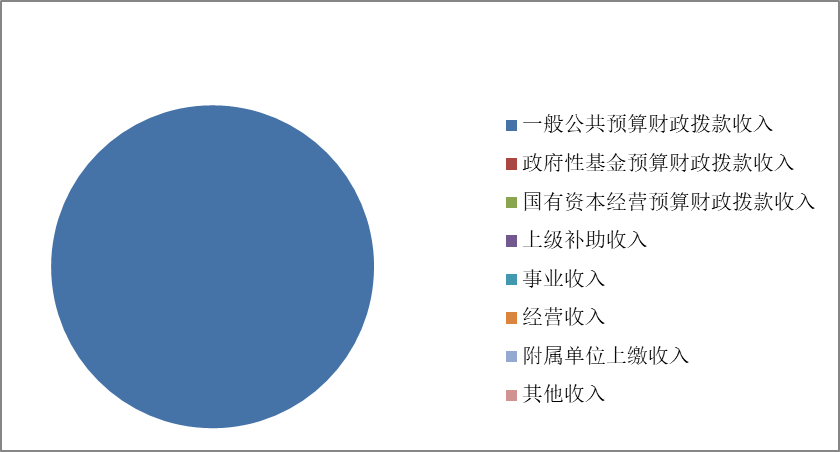 一般公共预算财政拨款收入
政府性基金预算财政拨款收入
国有资本经营预算财政拨款收入
上级补助收入
事业收入
经营收入
附属单位上缴收入
其他收入